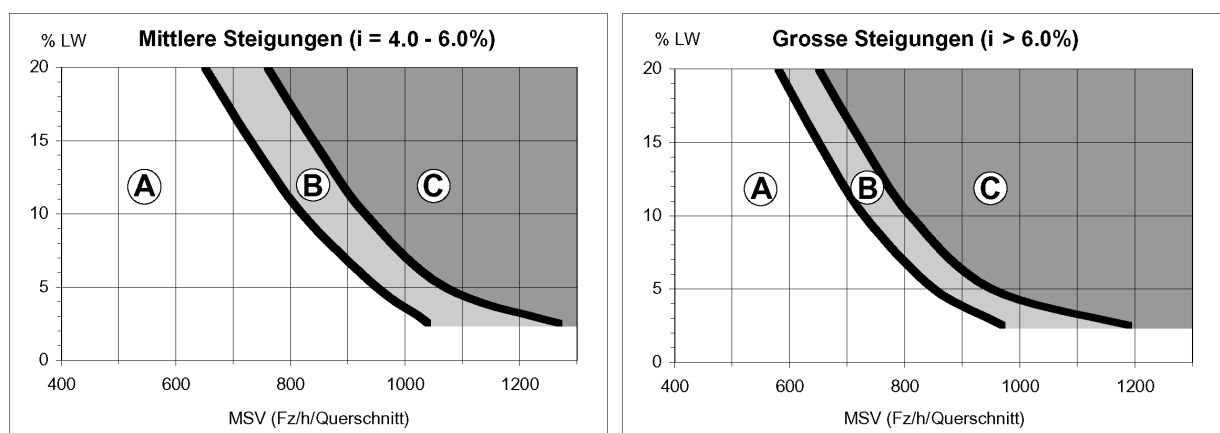 % LW
Mittlere Steigungen (i = 4.0 - 6.0%)
20
15
10
5
0
A
B
C
400
600
800
1000
1200
MSV (Fz/h/Querschnitt)
% LW
Grosse Steigungen (i > 6.0%)
20
15
10
5
0
A
B
C
400
600
800
1000
1200
MSV (Fz/h/Querschnitt)